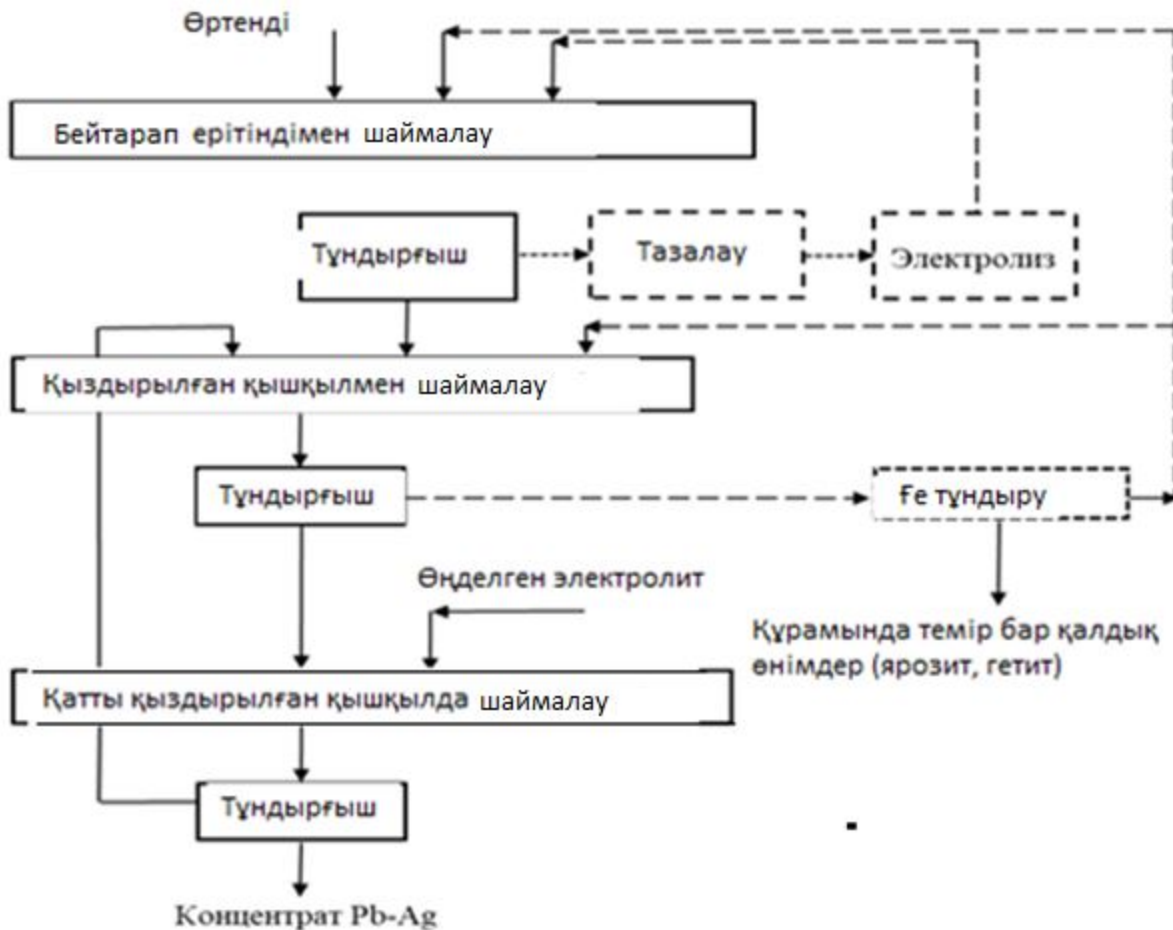 Өртенді
Бейтарап ерітіндімен шаймалау
Тұндырғыш
Тазалау
Электролиз
Қыздырылған қышқылмен шаймалау
Тұндырғыш
Ғе тұндыру
Өңделген электролит
Құрамында темір бар қалдық
өнімдер (ярозит, гетит)
Қатты қыздырылған қышқылда шаймалау
Тұндырғыш
Концентрат Pb-Ag